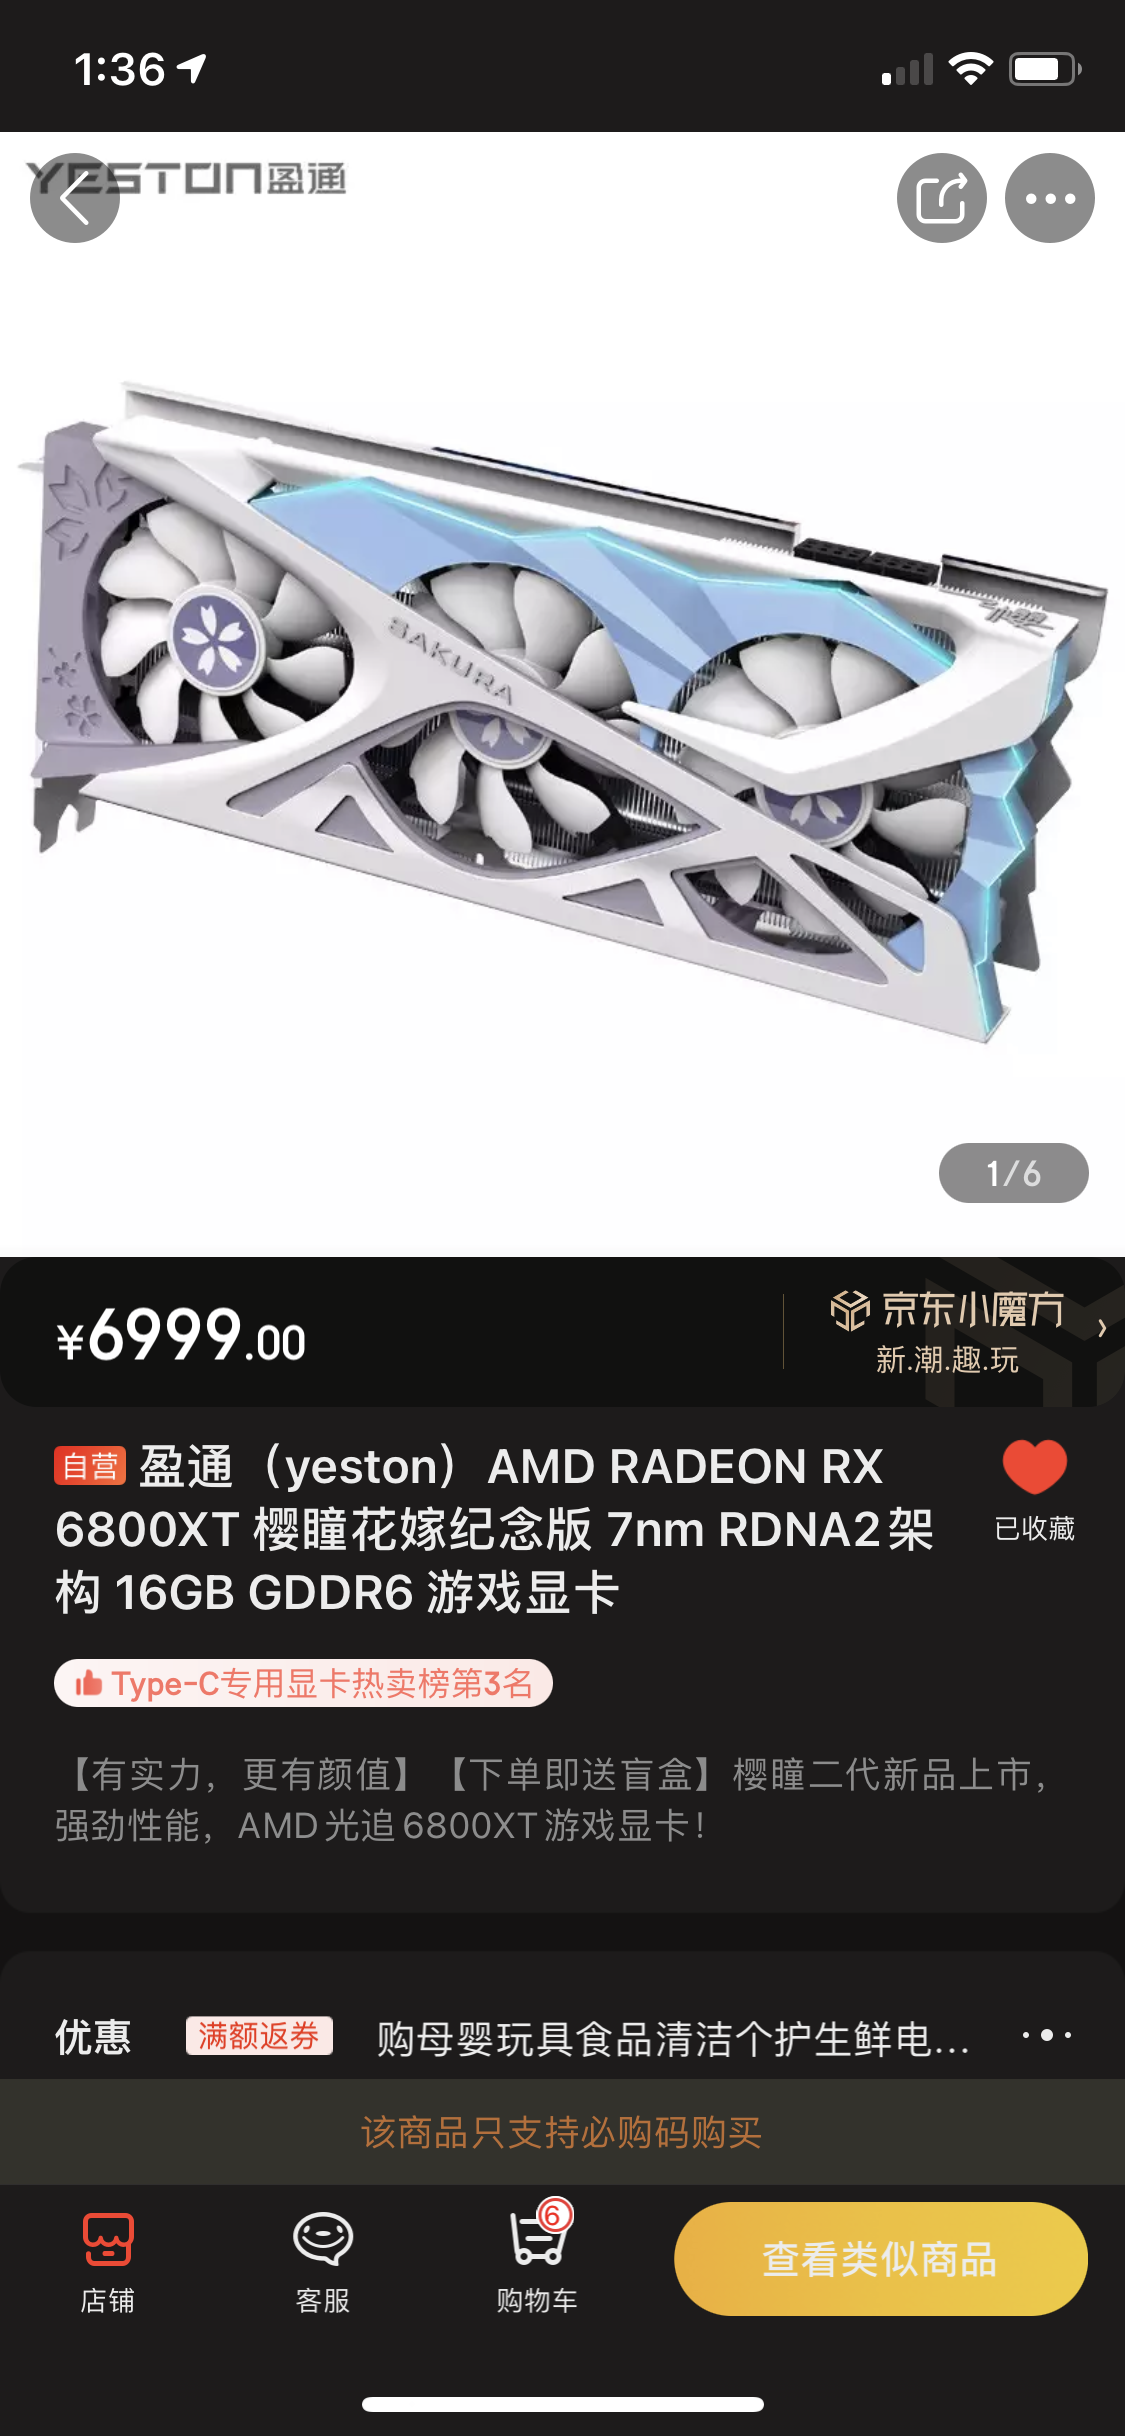 1:36
YESTON盈通
SAKURA
1/6
¥6999.00
京东小魔方
新.潮.趣.玩
自营 盈通（yeston）AMD RADEON RX
6800XT 樱瞳花嫁纪念版 7nm RDNA2架
构 16GB GDDR6 游戏显卡
已收藏
Type-C专用显卡热卖榜第3名
【有实力，更有颜值】【下单即送盲盒】樱瞳二代新品上市，
强劲性能，AMD光追6800XT游戏显卡！
优惠 满额返券 购母婴玩具食品清洁个护生鲜电...
该商品只支持必购码购买
6
店铺 客服 购物车 查看类似商品